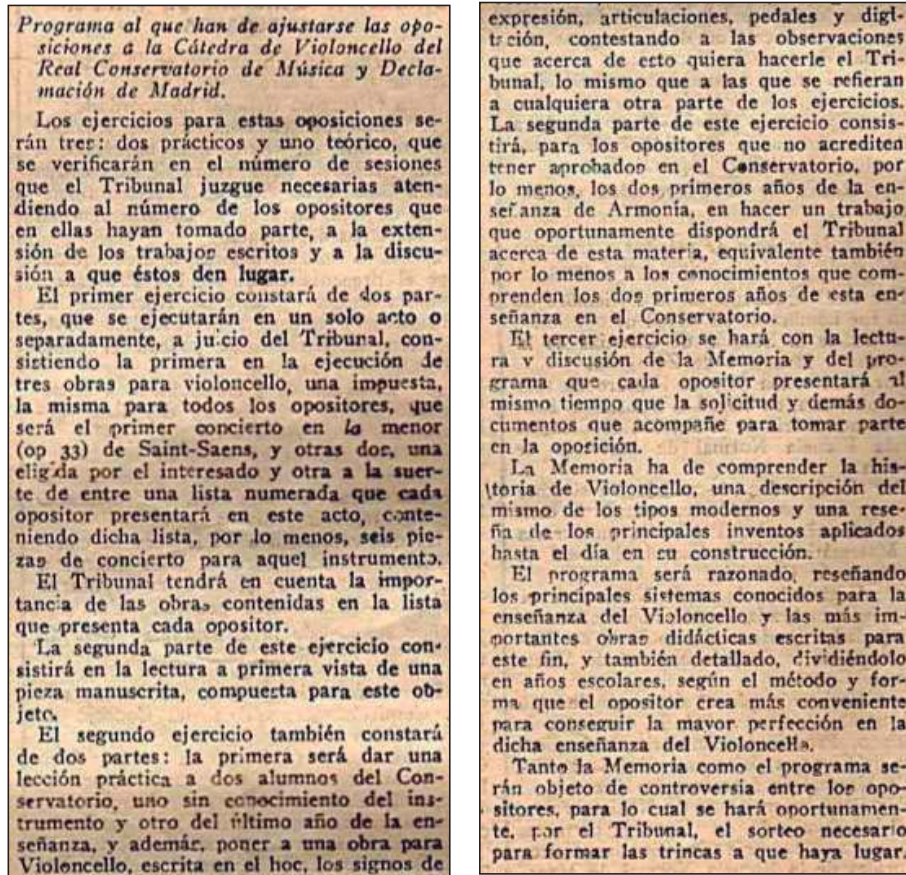 Programa al que han de ajustarse las opo-
siciones a la Cátedra de Violoncello del
Real Conservatorio de Música y Decla-
mación de Madrid.
Los ejercicios para estas oposiciones se-
rán tres: dos prácticos y uno teórico, que
se verificarán en el número de sesiones
que el Tribunal juzgue necesarias aten-
diendo al número de los opositores que
en ellas hayan tomado parte, a la exten-
sión de los trabajos escritos y a la discu-
sión a que éstos den lugar.
El primer ejercicio constará de dos par-
tes, que se ejecutarán en un solo acto o
separadamente, a juicio del Tribunal, con-
sistiendo la primera en la ejecución de
tres obras para violoncello, una impuesta,
la misma para todos los opositores, que
será el primer concierto en la menor
(op 33) de Saint-Saens, y otras dos, una
eligida por el interesado y otra a la suer-
te de entre una lista numerada que cada
opositor presentará en este acto, conte-
niendo dicha lista, por lo menos, seis pie-
zas de concierto para aquel instrumento.
El Tribunal tendrá en cuenta la impor-
tancia de las obras contenidas en la lista
que presenta cada opositor.
La segunda parte de este ejercicio con-
sistirá en la lectura a primera vista de una
pieza manuscrita, compuesta para este ob-
jeto.
El segundo ejercicio también constará
de dos partes: la primera será dar una
lección práctica a dos alumnos del Con-
servatorio, uno sin conocimiento del ins-
trumento y otro del último año de la en-
señanza, y además, poner a una obra para
Violoncello, escrita en el hoc, los signos de
expresión, articulaciones, pedales y digi-
tación, contestando a las observaciones
que acerca de esto quiera hacerle el Tri-
bunal, lo mismo que a las que se refieran
a cualquiera otra parte de los ejercicios.
La segunda parte de este ejercicio consis-
tirá, para los opositores que no acrediten
tener aprobados en el Conservatorio, por
lo menos, los dos primeros años de la en-
señanza de Armonía, en hacer un trabajo
que oportunamente dispondrá el Tribunal
acerca de esta materia, equivalente también
por lo menos a los conocimientos que com-
prenden los dos primeros años de esta en-
señanza en el Conservatorio.
El tercer ejercicio se hará con la lectu-
ra y discusión de la Memoria y del pro-
grama que cada opositor presentará al
mismo tiempo que la solicitud y demás do-
cumentos que acompañe para tomar parte
en la oposición.
La Memoria ha de comprender la his-
toria de Violoncello, una descripción del
mismo de los tipos modernos y una rese-
ña de los principales inventos aplicados
hasta el día en su construcción.
El programa será razonado, reseñando
los principales sistemas conocidos para la
enseñanza del Violoncello y las más im-
portantes obras didácticas escritas para
este fin, y también detallado, dividiéndolo
en años escolares, según el método y for-
ma que el opositor crea más conveniente
para conseguir la mayor perfección en la
dicha enseñanza del Violoncello.
Tanto la Memoria como el programa se-
rán objeto de controversia entre los opo-
sitores, para lo cual se hará oportunamen-
te, por el Tribunal, el sorteo necesario
para formar las trincas a que haya lugar.